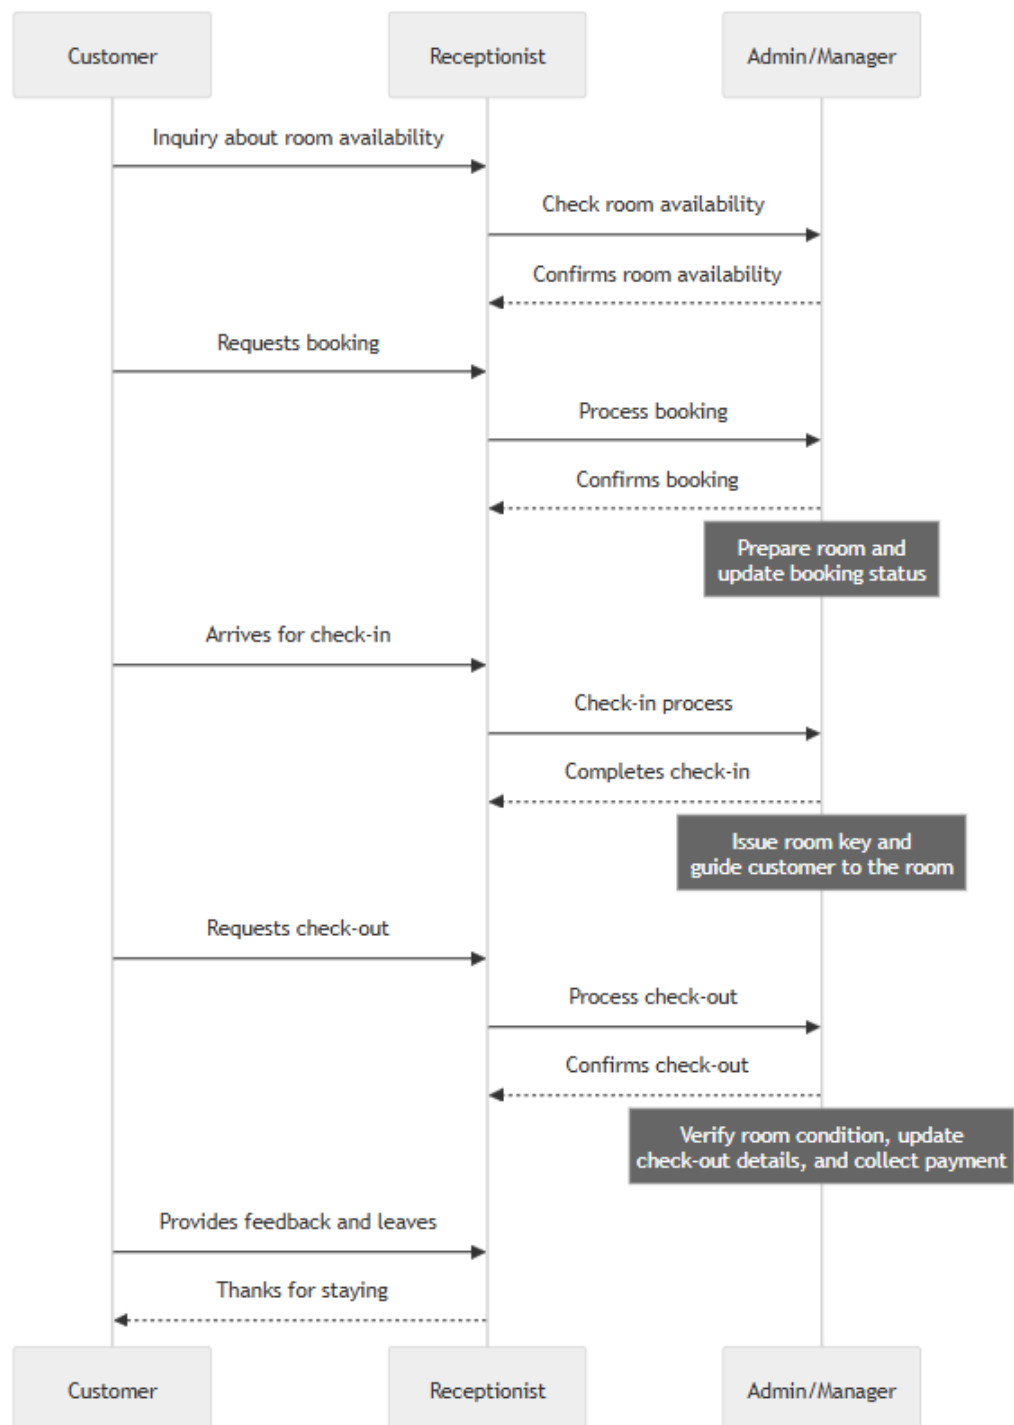 Customer
Receptionist
Admin/Manager
Inquiry about room availability
Check room availability
Confirms room availability
Requests booking
Process booking
Confirms booking
Prepare room and
update booking status
Arrives for check-in
Check-in process
Completes check-in
Issue room key and
guide customer to the room
Requests check-out
Process check-out
Confirms check-out
Verify room condition, update
check-out details, and collect payment
Provides feedback and leaves
Thanks for staying
Customer
Receptionist
Admin/Manager